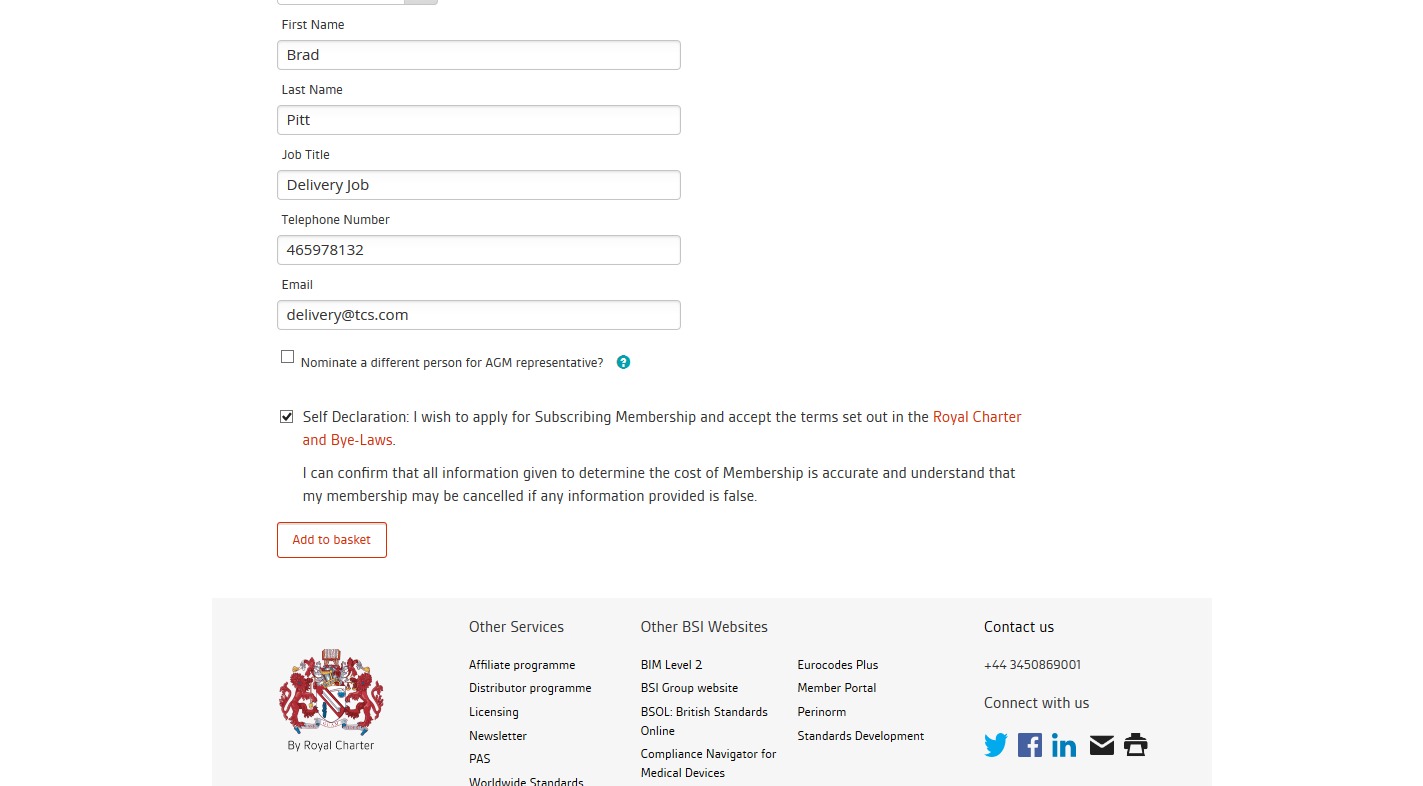 First Name
Brad
Last Name
Pitt
Job Title
Delivery Job
Telephone Number
465978132
Email
delivery@tcs.com
Nominate a different person for AGM representative?
Self Declaration: I wish to apply for Subscribing Membership and accept the terms set out in the Royal Charter
and Bye-Laws.
I can confirm that all information given to determine the cost of Membership is accurate and understand that
my membership may be cancelled if any information provided is false.
Add to basket
By Royal Charter
Other Services
Affiliate programme
Distributor programme
Licensing
Newsletter
PAS
Worldwide Standards
Other BSI Websites
BIM Level 2
BSI Group website
BSOL: British Standards
Online
Compliance Navigator for
Medical Devices
Eurocodes Plus
Member Portal
Perinorm
Standards Development
Contact us
+44 3450869001
Connect with us